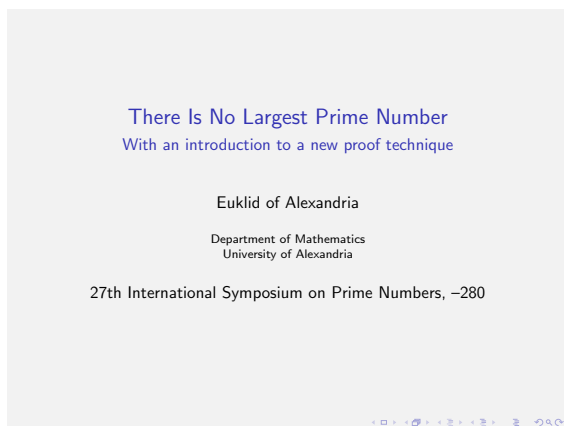 There Is No Largest Prime Number
With an introduction to a new proof technique
Euklid of Alexandria
Department of Mathematics
University of Alexandria
27th International Symposium on Prime Numbers, –280